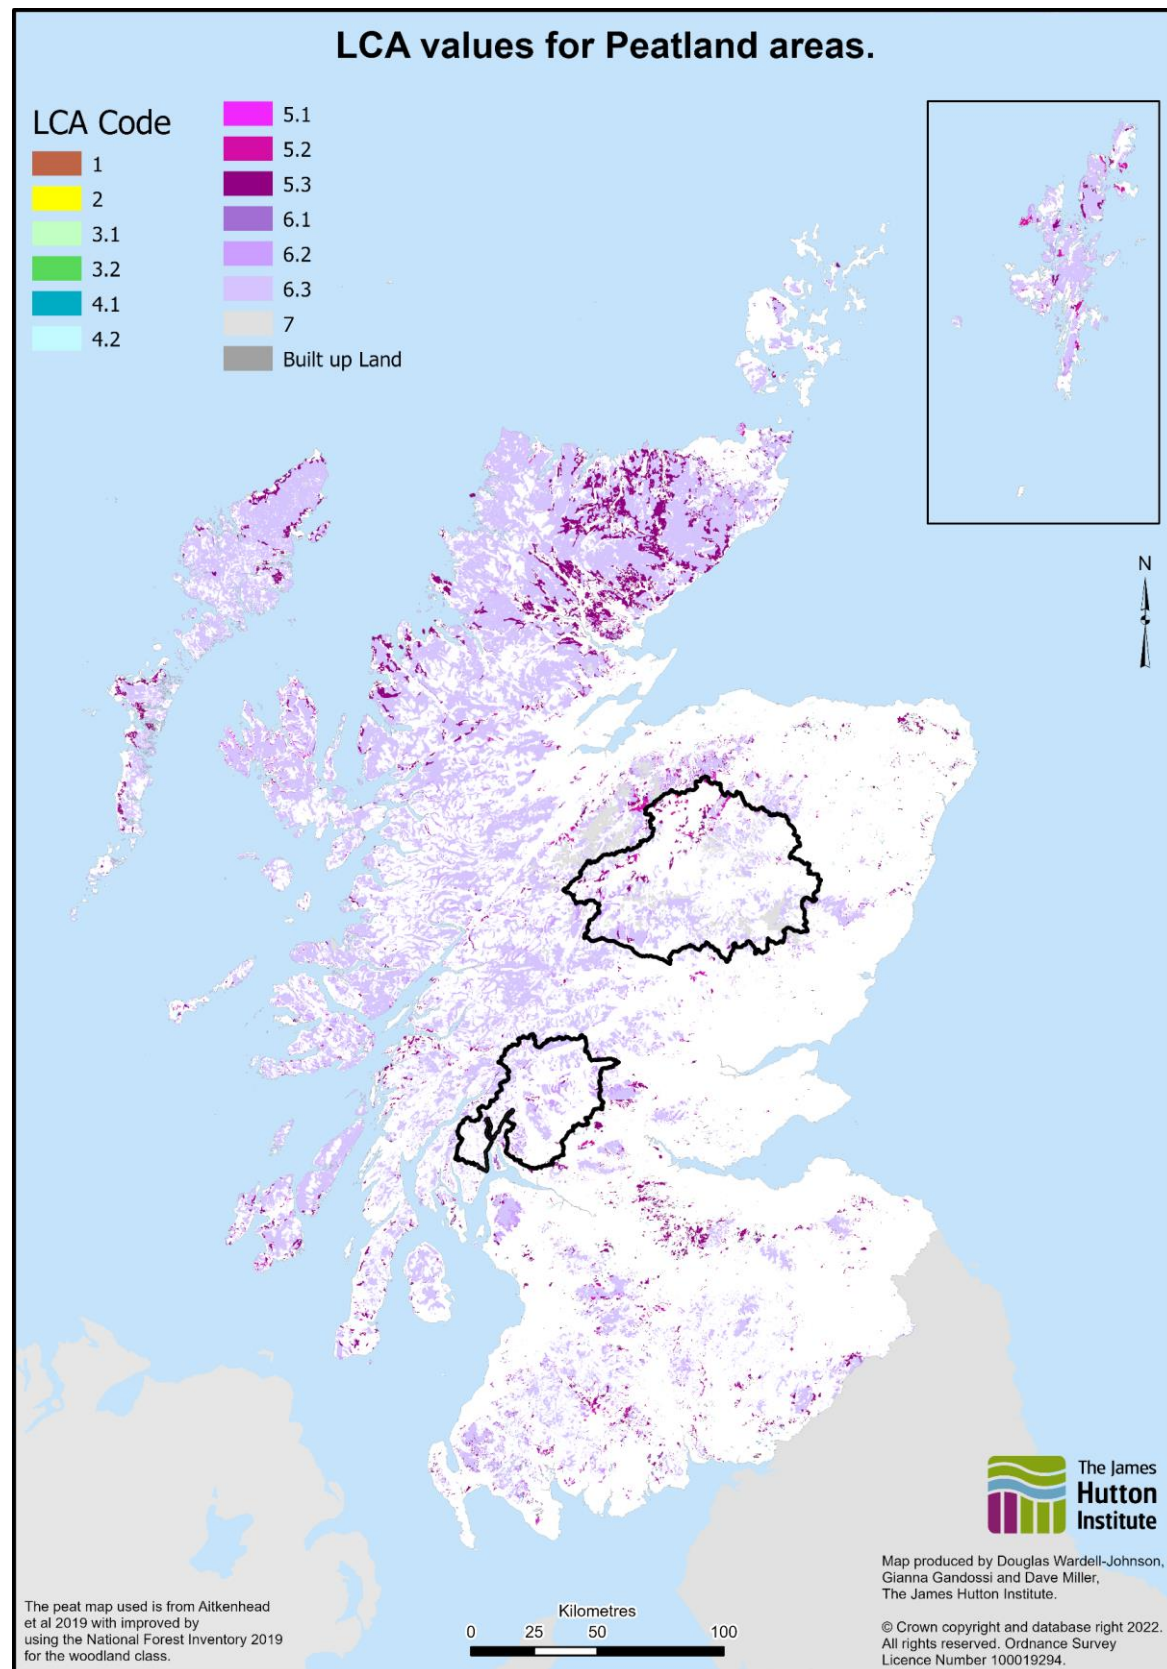 LCA values for Peatland areas.
LCA Code
1
2
3.1
3.2
4.1
4.2
5.1
5.2
5.3
6.1
6.2
6.3
7
Built up Land
N
The James
Hutton
Institute
Map produced by Douglas Wardell-Johnson,
Gianna Gandossi and Dave Miller,
The James Hutton Institute.
© Crown copyright and database right 2022.
All rights reserved. Ordnance Survey
Licence Number 100019294.
Kilometres
0 25 50 100
The peat map used is from Aitkenhead
et al 2019 with improved by
using the National Forest Inventory 2019
for the woodland class.